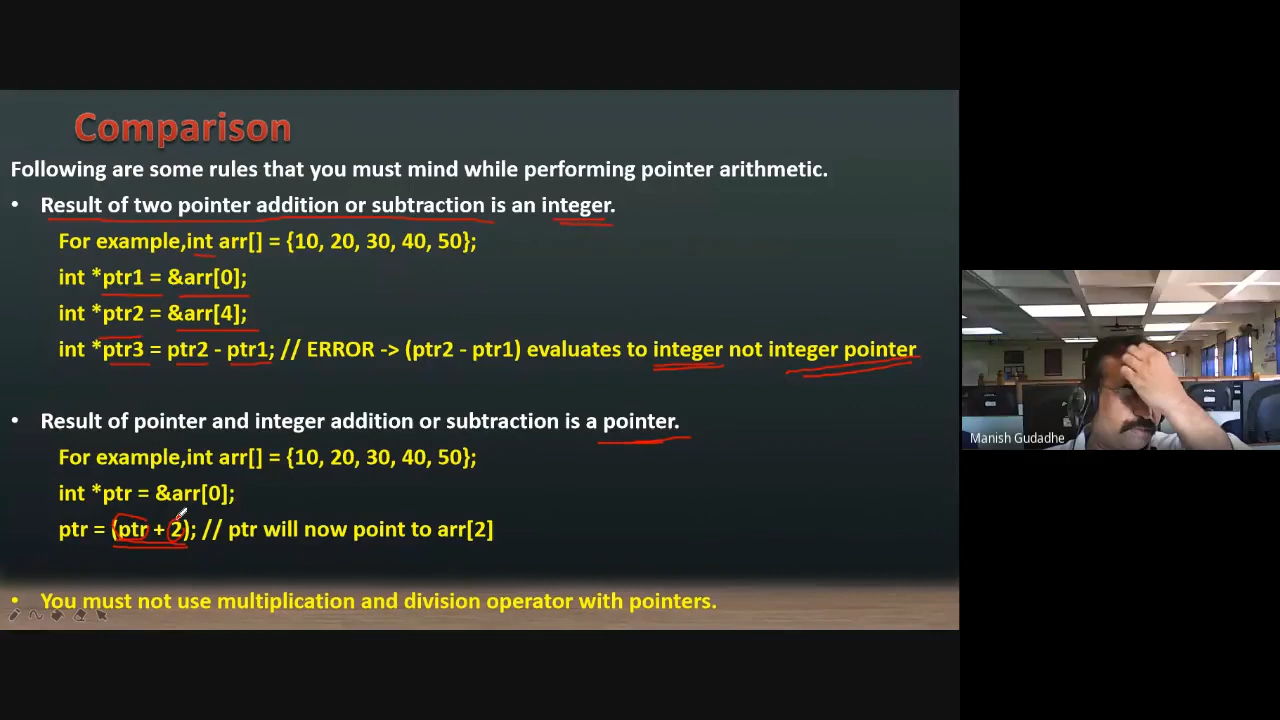 Comparison
Following are some rules that you must mind while performing pointer arithmetic.
• Result of two pointer addition or subtraction is an integer.
For example,int arr[] = {10, 20, 30, 40, 50};
int *ptr1 = &arr[0];
int *ptr2 = &arr[4];
int *ptr3 = ptr2 - ptr1; // ERROR -> (ptr2 - ptr1) evaluates to integer not integer pointer
• Result of pointer and integer addition or subtraction is a pointer.
For example,int arr[] = {10, 20, 30, 40, 50};
int *ptr = &arr[0];
ptr = (ptr + 2); // ptr will now point to arr[2]
• You must not use multiplication and division operator with pointers.
Manish Gudadhe